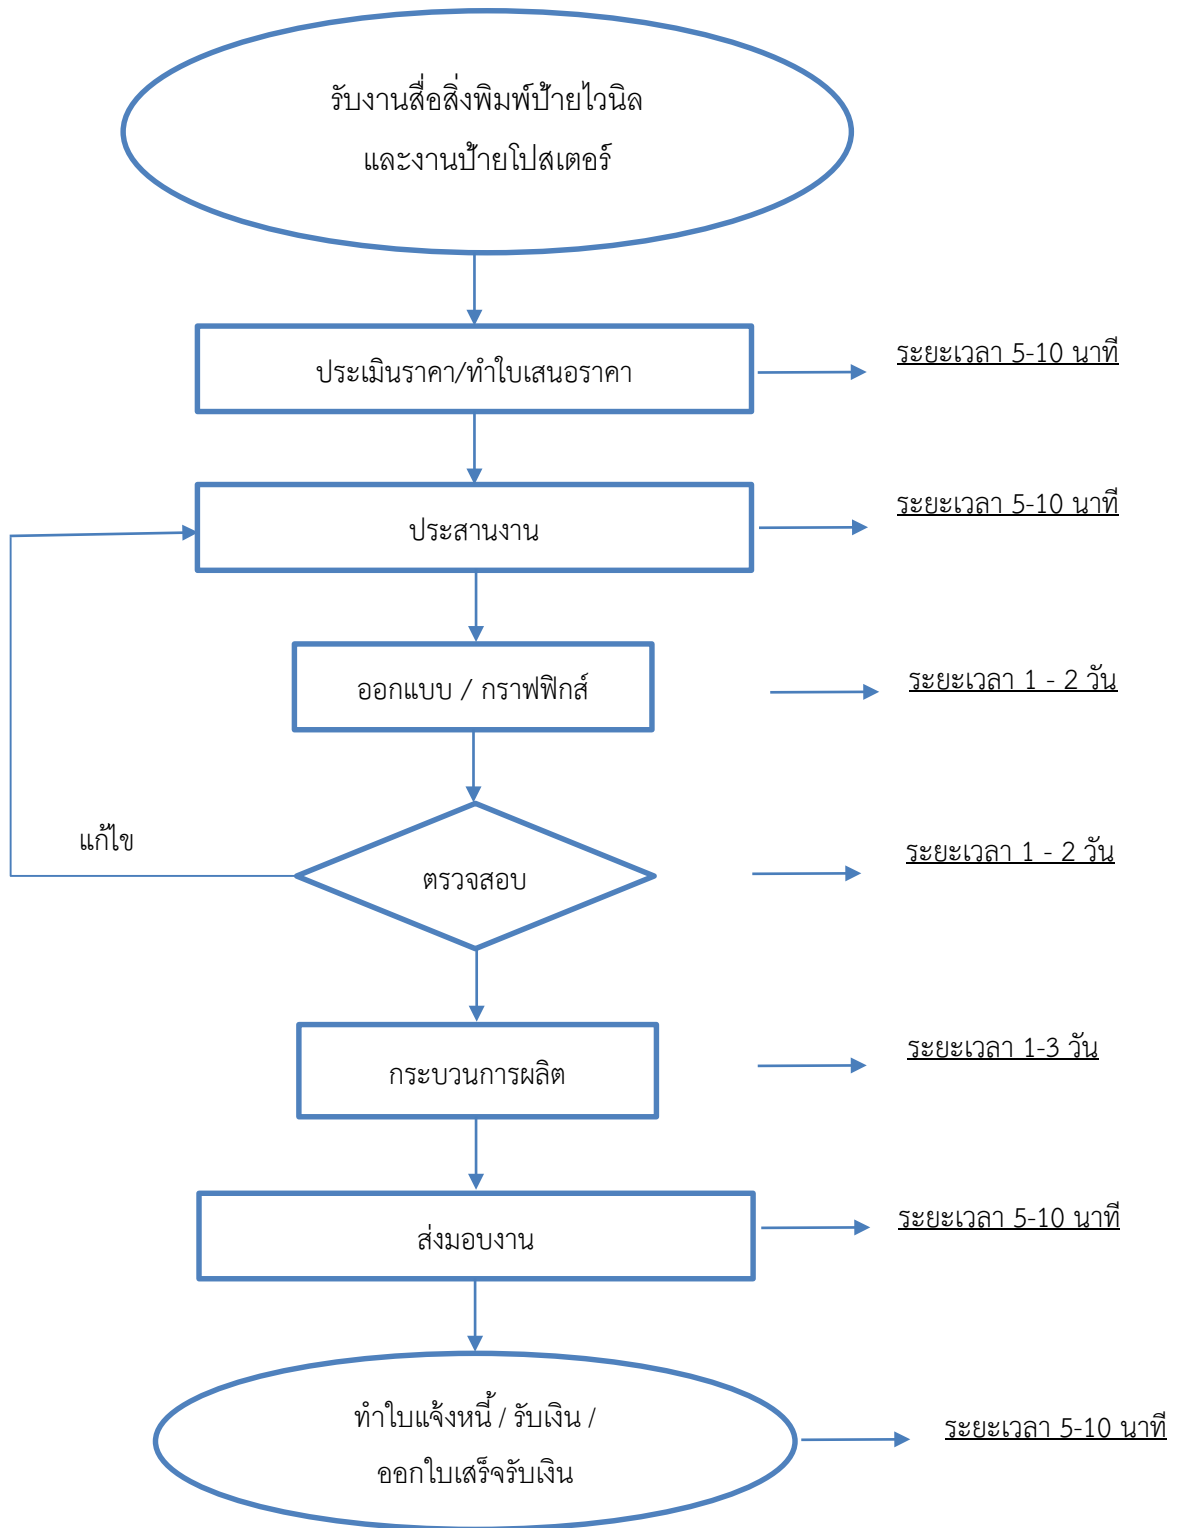 รับงานสื่อสิ่งพิมพ์ป้ายไวนิล
และงานป้ายโปสเตอร์
ประเมินราคา/ทำใบเสนอราคา
ระยะเวลา 5-10 นาที
ประสานงาน
ระยะเวลา 5-10 นาที
ออกแบบ / กราฟฟิกส์
ระยะเวลา 1 - 2 วัน
แก้ไข
ตรวจสอบ
ระยะเวลา 1 - 2 วัน
กระบวนการผลิต
ระยะเวลา 1-3 วัน
ส่งมอบงาน
ระยะเวลา 5-10 นาที
ทำใบแจ้งหนี้ / รับเงิน /
ออกใบเสร็จรับเงิน
ระยะเวลา 5-10 นาที